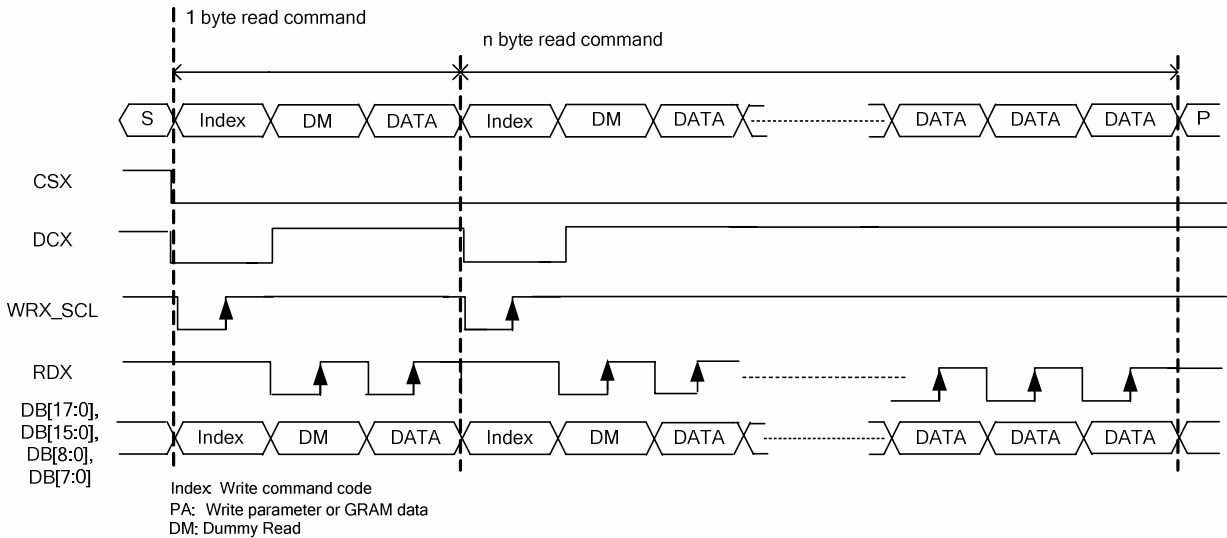 1 byte read command
n byte read command
S Index DM DATA Index DM DATA DATA DATA DATA P
CSX
DCX
WRX_SCL
RDX
DB[17:0],
DB[15:0],
DB[8:0],
DB[7:0]
Index DM DATA Index DM DATA DATA DATA DATA
Index: Write command code
PA: Write parameter or GRAM data
DM: Dummy Read